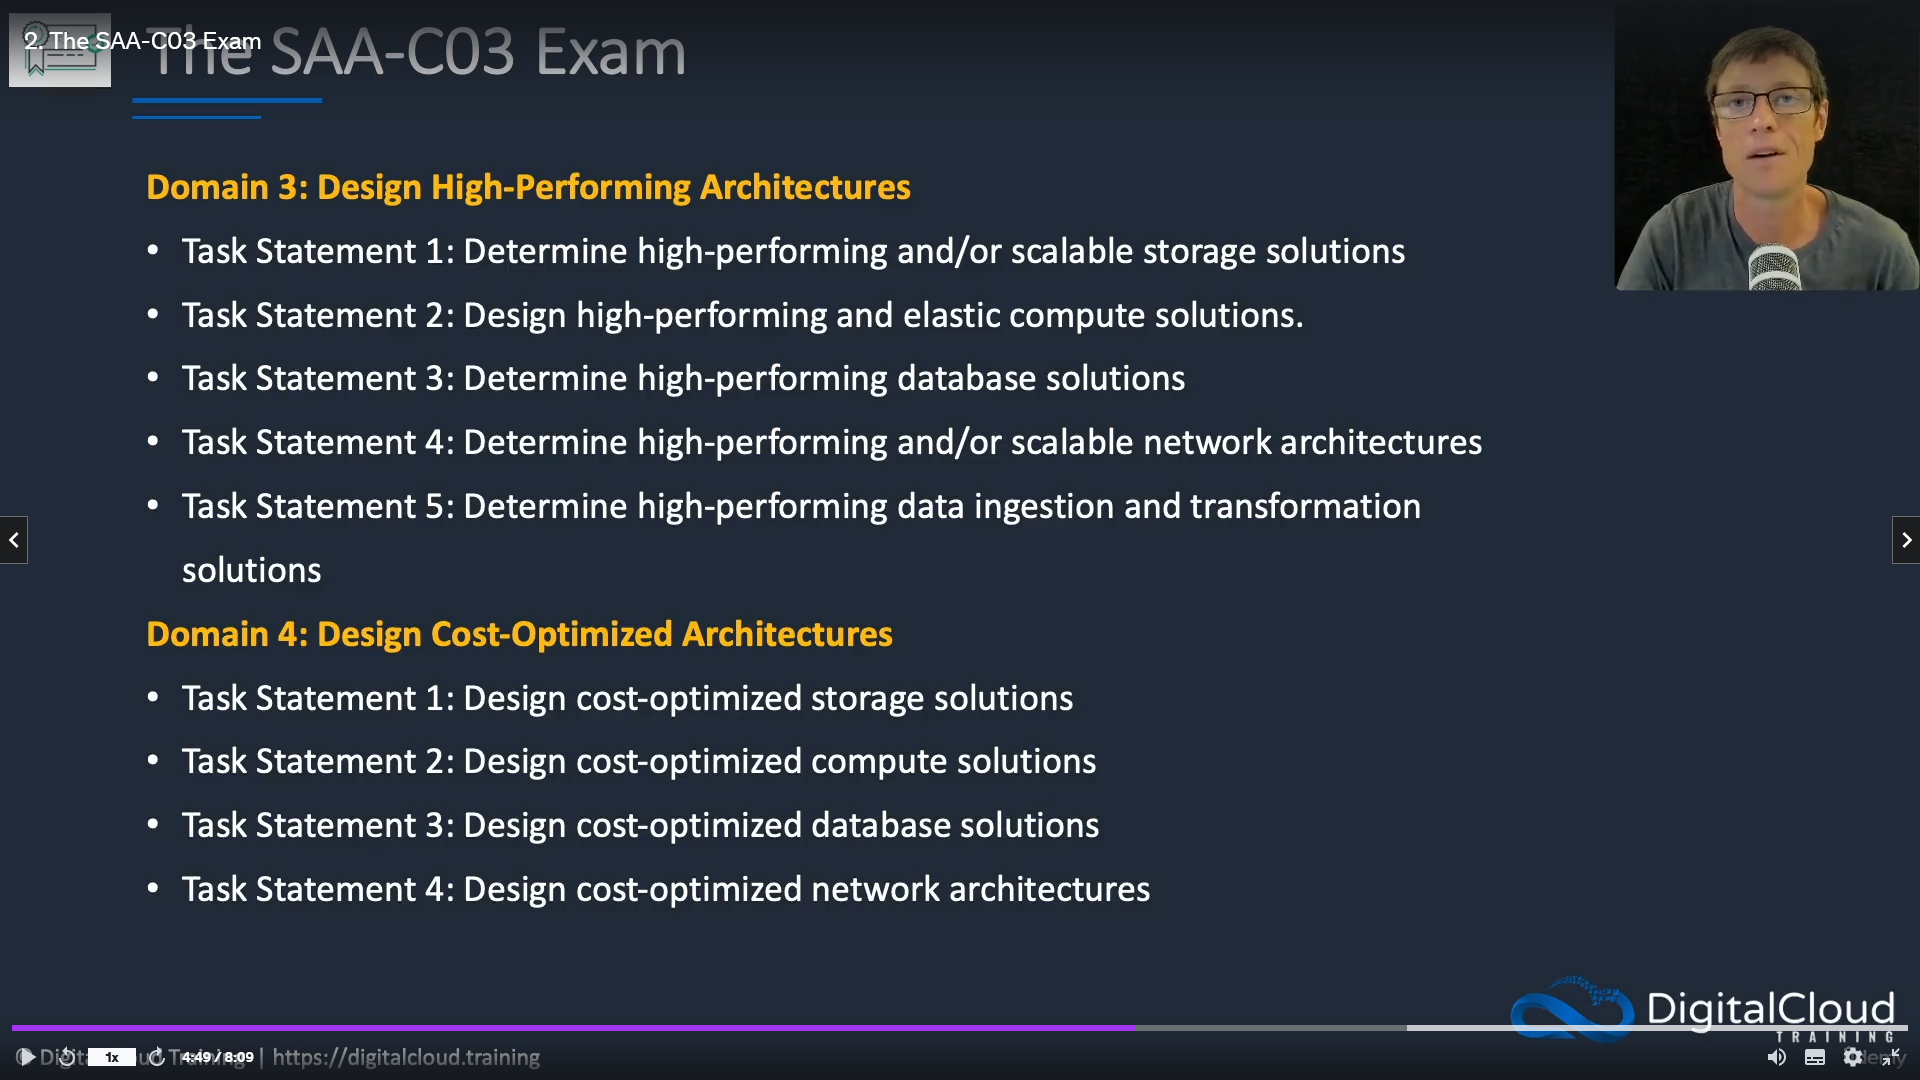 2. The SAA-C03 Exam
The SAA-C03 Exam
Domain 3: Design High-Performing Architectures
• Task Statement 1: Determine high-performing and/or scalable storage solutions
• Task Statement 2: Design high-performing and elastic compute solutions.
• Task Statement 3: Determine high-performing database solutions
• Task Statement 4: Determine high-performing and/or scalable network architectures
• Task Statement 5: Determine high-performing data ingestion and transformation
solutions
Domain 4: Design Cost-Optimized Architectures
• Task Statement 1: Design cost-optimized storage solutions
• Task Statement 2: Design cost-optimized compute solutions
• Task Statement 3: Design cost-optimized database solutions
• Task Statement 4: Design cost-optimized network architectures
DigitalCloud
TRAINING
1x 4:49 / 8:09
Training | https://digitalcloud.training